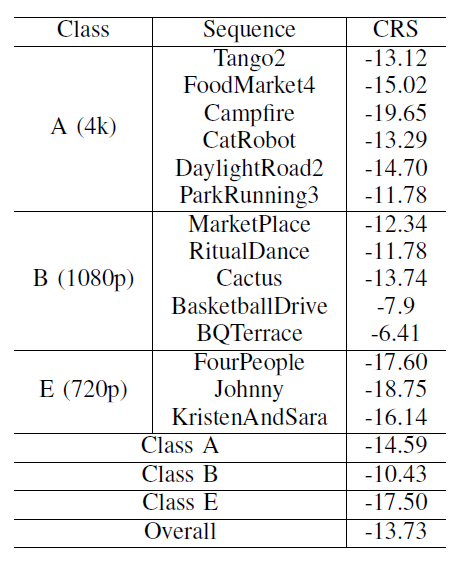 Class Sequence CRS
A (4k)
Tango2 -13.12
FoodMarket4 -15.02
Campfire -19.65
CatRobot -13.29
DaylightRoad2 -14.70
ParkRunning3 -11.78
B (1080p)
MarketPlace -12.34
RitualDance -11.78
Cactus -13.74
BasketballDrive -7.9
BQTerrace -6.41
E (720p)
FourPeople -17.60
Johnny -18.75
KristenAndSara -16.14
Class A -14.59
Class B -10.43
Class E -17.50
Overall -13.73